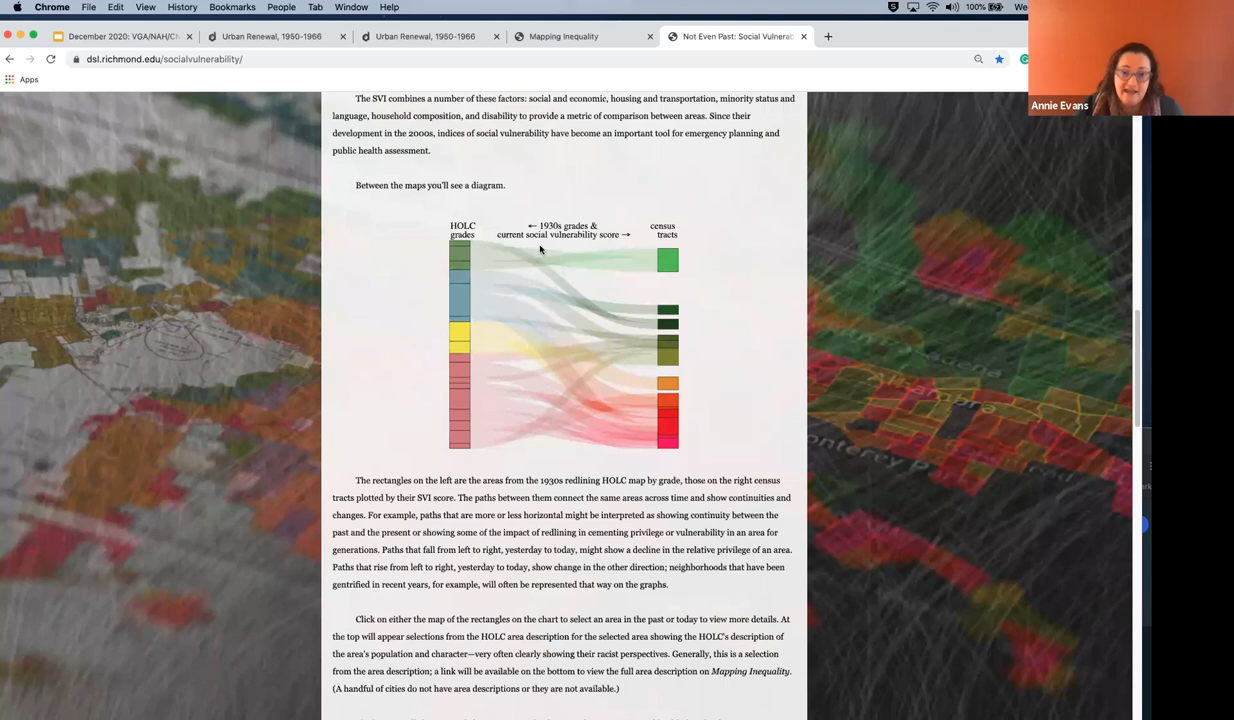 Chrome File Edit View History Bookmarks People Tab Window Help 100% We
December 2020: VGA/NAH/CN Urban Renewal, 1950-1966 Urban Renewal, 1950-1966 Mapping Inequality Not Even Past: Social Vulnerab
dsl.richmond.edu/socialvulnerability/
Apps
Annie Evans
The SVI combines a number of these factors: social and economic, housing and transportation, minority status and
language, household composition, and disability to provide a metric of comparison between areas. Since their
development in the 2000s, indices of social vulnerability have become an important tool for emergency planning and
public health assessment.
Between the maps you'll see a diagram.
HOLC
grades
← 1930s grades &
current social vulnerability score →
census
tracts
The rectangles on the left are the areas from the 1930s redlining HOLC map by grade, those on the right census
tracts plotted by their SVI score. The paths between them connect the same areas across time and show continuities and
changes. For example, paths that are more or less horizontal might be interpreted as showing continuity between the
past and the present or showing some of the impact of redlining in cementing privilege or vulnerability in an area for
generations. Paths that fall from left to right, yesterday to today, might show a decline in the relative privilege of an area.
Paths that rise from left to right, yesterday to today, show change in the other direction; neighborhoods that have been
gentrified in recent years, for example, will often be represented that way on the graphs.
Click on either the map of the rectangles on the chart to select an area in the past or today to view more details. At
the top will appear selections from the HOLC area description for the selected area showing the HOLC's description of
the area's population and character—very often clearly showing their racist perspectives. Generally, this is a selection
from the area description; a link will be available on the bottom to view the full area description on Mapping Inequality.
(A handful of cities do not have area descriptions or they are not available.)